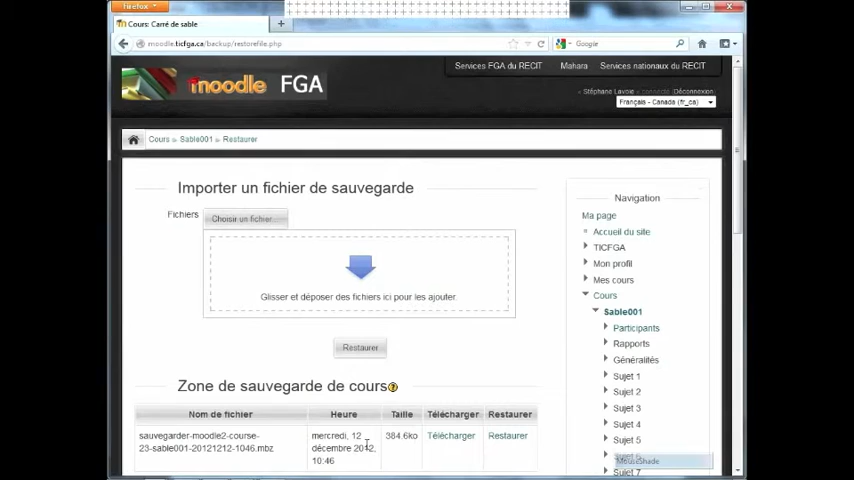 Firefox
Cours: Carré de sable
moodle.ticfga.ca/backup/restorefile.php
Google
Services FGA du RECIT Mahara Services nationaux du RECIT
moodle FGA
Stéphane Lavoie connecté (Déconnexion)
Français - Canada (fr_ca)
Cours Sable001 Restaurer
Importer un fichier de sauvegarde
Fichiers
Choisir un fichier...
Glisser et déposer des fichiers ici pour les ajouter.
Restaurer
Zone de sauvegarde de cours
Nom de fichier Heure Taille Télécharger Restaurer
sauvegarder-moodle2-course-
23-sable001-20121212-1046.mbz
mercredi, 12
décembre 2012,
10:46
384.6ko
Télécharger
Restaurer
Navigation
Ma page
Accueil du site
TICFGA
Mon profil
Mes cours
Cours
Sable001
Participants
Rapports
Généralités
Sujet 1
Sujet 2
Sujet 3
Sujet 4
Sujet 5
MouseShade
Sujet 7